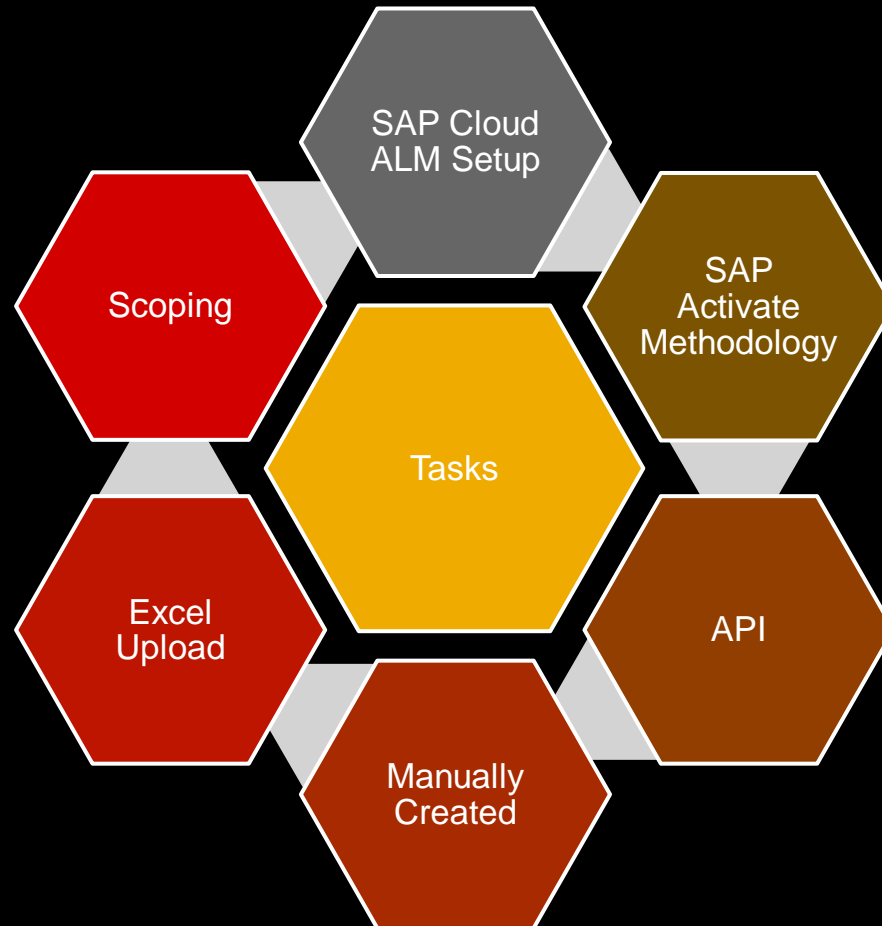 SAP Cloud
ALM Setup
SAP
Activate
Methodology
Scoping
Tasks
Excel
Upload
API
Manually
Created